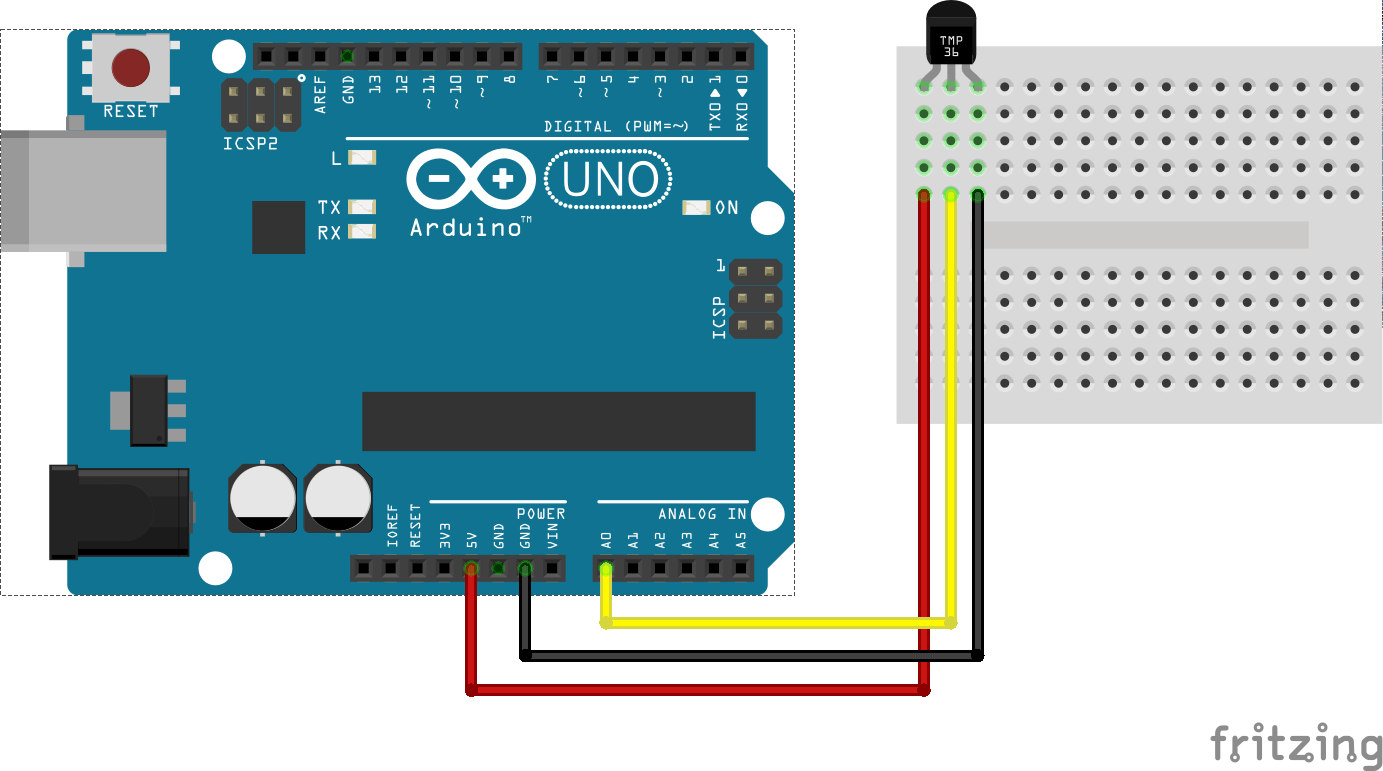 TMP
36
RESET
ICSP2
AREF
GND
13
12
~11
~10
~9
8
7
~6
~5
4
~3
2
TX0▶1
RX0◀0
DIGITAL (PWM=~)
L
TX
RX
UNO
Arduino™
ON
1
ICSP
POWER
ANALOG IN
IOREF
RESET
3V3
5V
GND
GND
VIN
A0
A1
A2
A3
A4
A5
fritzing